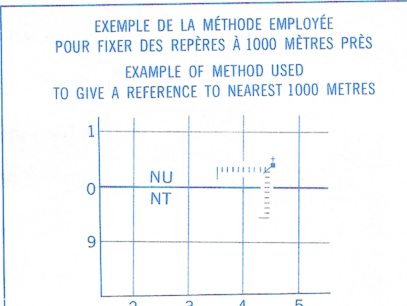 EXEMPLE DE LA MÉTHODE EMPLOYÉE
POUR FIXER DES REPÈRES À 1000 MÈTRES PRÈS
EXAMPLE OF METHOD USED
TO GIVE A REFERENCE TO NEAREST 1000 METRES
1
NU
0
NT
9
2 3 4 5